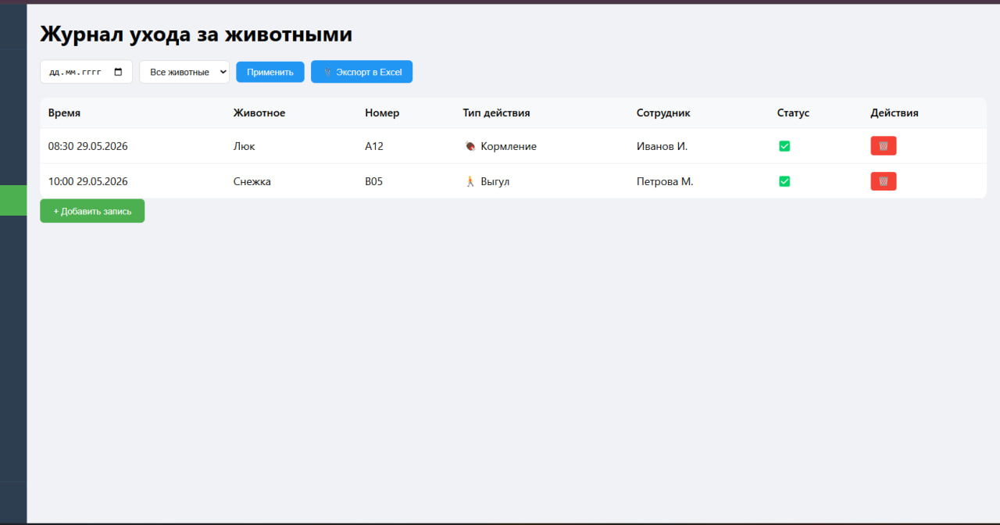 Журнал ухода за животными
дд.мм.гггг Все животные Применить Экспорт в Excel
Время Животное Номер Тип действия Сотрудник Статус Действия
08:30 29.05.2026 Люк A12 Кормление Иванов И.
10:00 29.05.2026 Снежка B05 Выгул Петрова М.
+ Добавить запись